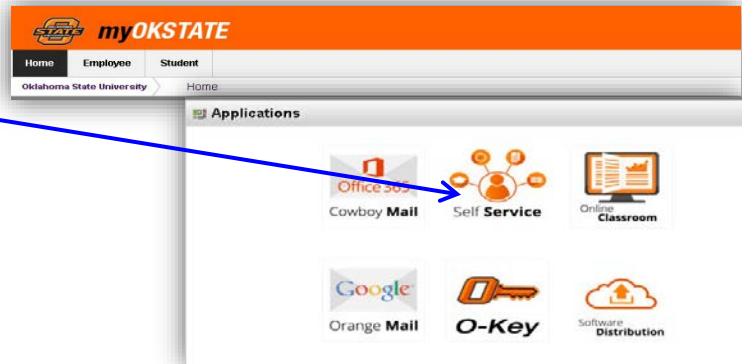 STATE myOKSTATE
Home Employee Student
Oklahoma State University Home
Applications
Office 365
Cowboy Mail
Self Service
Online
Classroom
Google
Orange Mail
O-Key
Software
Distribution